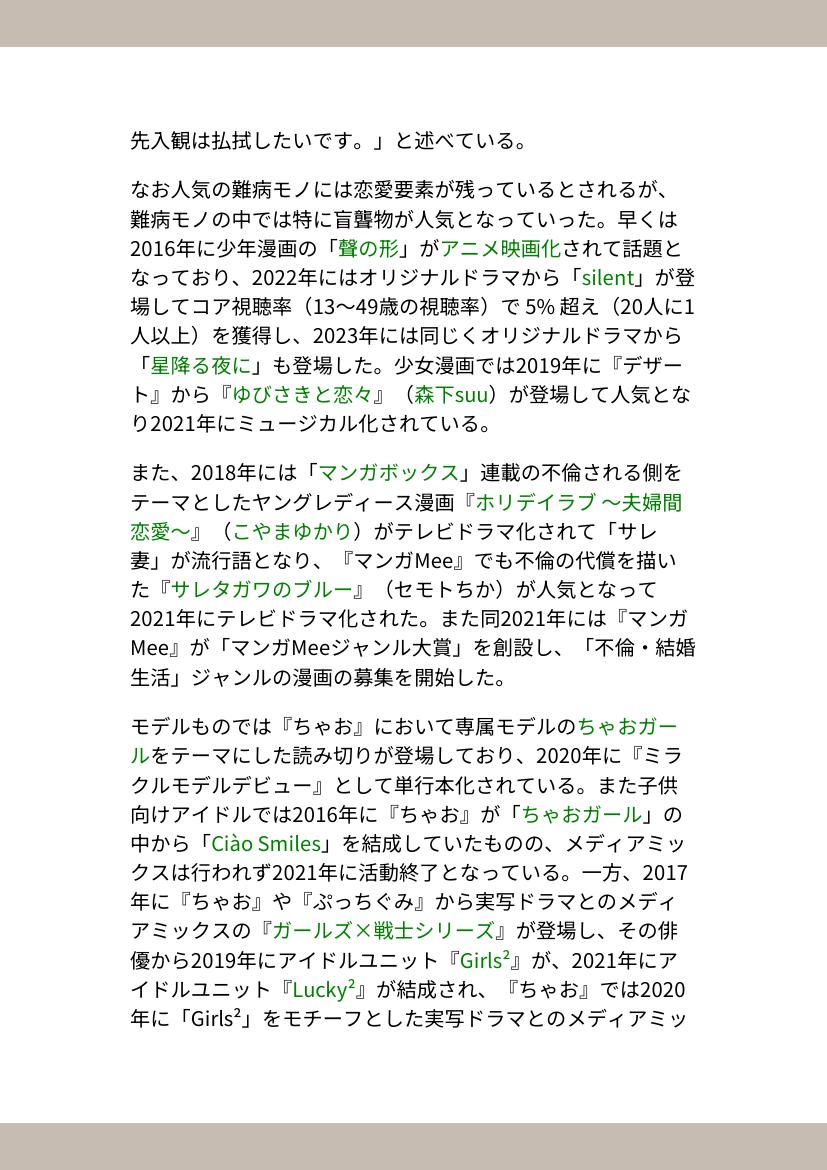 先入観は払拭したいです。」と述べている。
なお人気の難病モノには恋愛要素が残っているとされるが、
難病モノの中では特に盲聾物が人気となっていった。早くは
2016年に少年漫画の「聲の形」がアニメ映画化されて話題と
なっており、2022年にはオリジナルドラマから「silent」が登
場してコア視聴率（13〜49歳の視聴率）で 5% 超え（20人に1
人以上）を獲得し、2023年には同じくオリジナルドラマから
「星降る夜に」も登場した。少女漫画では2019年に『デザー
ト』から『ゆびさきと恋々』（森下suu）が登場して人気とな
り2021年にミュージカル化されている。
また、2018年には「マンガボックス」連載の不倫される側を
テーマとしたヤングレディース漫画『ホリデイラブ 〜夫婦間
恋愛〜』（こやまゆかり）がテレビドラマ化されて「サレ
妻」が流行語となり、『マンガMee』でも不倫の代償を描い
た『サレタガワのブルー』（セモトちか）が人気となって
2021年にテレビドラマ化された。また同2021年には『マンガ
Mee』が「マンガMeeジャンル大賞」を創設し、「不倫・結婚
生活」ジャンルの漫画の募集を開始した。
モデルものでは『ちゃお』において専属モデルのちゃおガー
ルをテーマにした読み切りが登場しており、2020年に『ミラ
クルモデルデビュー』として単行本化されている。また子供
向けアイドルでは2016年に『ちゃお』が「ちゃおガール」の
中から「Ciào Smiles」を結成していたものの、メディアミッ
クスは行われず2021年に活動終了となっている。一方、2017
年に『ちゃお』や『ぷっちぐみ』から実写ドラマとのメディ
アミックスの『ガールズ×戦士シリーズ』が登場し、その俳
優から2019年にアイドルユニット『Girls²』が、2021年にア
イドルユニット『Lucky²』が結成され、『ちゃお』では2020
年に「Girls²」をモチーフとした実写ドラマとのメディアミッ